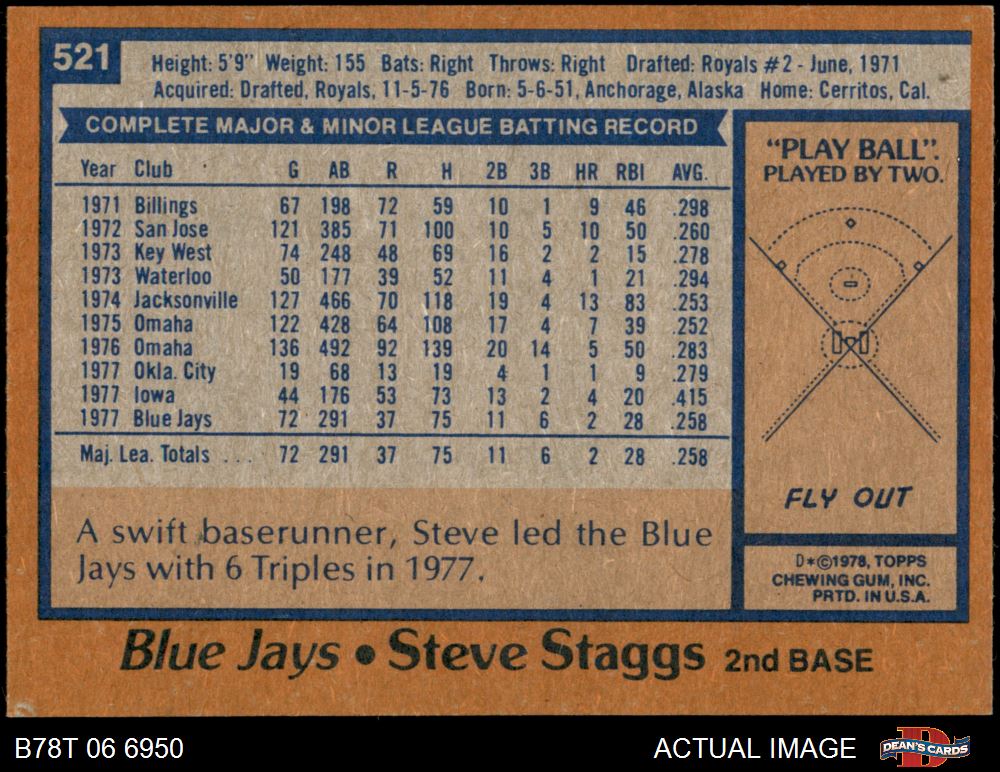 521
Height: 5'9" Weight: 155 Bats: Right Throws: Right Drafted: Royals #2 - June, 1971
Acquired: Drafted, Royals, 11-5-76 Born: 5-6-51, Anchorage, Alaska Home: Cerritos, Cal.
COMPLETE MAJOR & MINOR LEAGUE BATTING RECORD
Year Club G AB R H 2B 3B HR RBI AVG.
1971 Billings 67 198 72 59 10 1 9 46 .298
1972 San Jose 121 385 71 100 10 5 10 50 .260
1973 Key West 74 248 48 69 16 2 2 15 .278
1973 Waterloo 50 177 39 52 11 4 1 21 .294
1974 Jacksonville 127 466 70 118 19 4 13 83 .253
1975 Omaha 122 428 64 108 17 4 7 39 .252
1976 Omaha 136 492 92 139 20 14 5 50 .283
1977 Okla. City 19 68 13 19 4 1 1 9 .279
1977 Iowa 44 176 53 73 13 2 4 20 .415
1977 Blue Jays 72 291 37 75 11 6 2 28 .258
Maj. Lea. Totals . . . 72 291 37 75 11 6 2 28 .258
A swift baserunner, Steve led the Blue
Jays with 6 Triples in 1977.
"PLAY BALL".
PLAYED BY TWO.
FLY OUT
D*©1978, TOPPS
CHEWING GUM, INC.
PRTD. IN U.S.A.
Blue Jays • Steve Staggs 2nd BASE
B78T 06 6950
ACTUAL IMAGE
D
DEAN'S CARDS